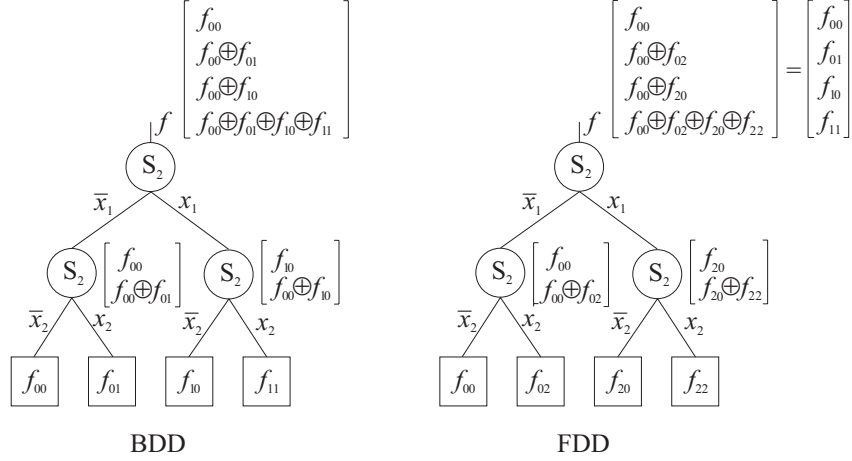 f
f₀₀
f₀₀⊕f₀₁
f₀₀⊕f₁₀
f₀₀⊕f₀₁⊕f₁₀⊕f₁₁
S₂
x̅₁ x₁
S₂
f₀₀
f₀₀⊕f₀₁
S₂
f₁₀
f₀₀⊕f₁₀
x̅₂ x₂ x̅₂ x₂
f₀₀ f₀₁ f₁₀ f₁₁
BDD
f
f₀₀
f₀₀⊕f₀₂
f₀₀⊕f₂₀
f₀₀⊕f₀₂⊕f₂₀⊕f₂₂
=
f₀₀
f₀₁
f₁₀
f₁₁
S₂
x̅₁ x₁
S₂
f₀₀
f₀₀⊕f₀₂
S₂
f₂₀
f₂₀⊕f₂₂
x̅₂ x₂ x̅₂ x₂
f₀₀ f₀₂ f₂₀ f₂₂
FDD